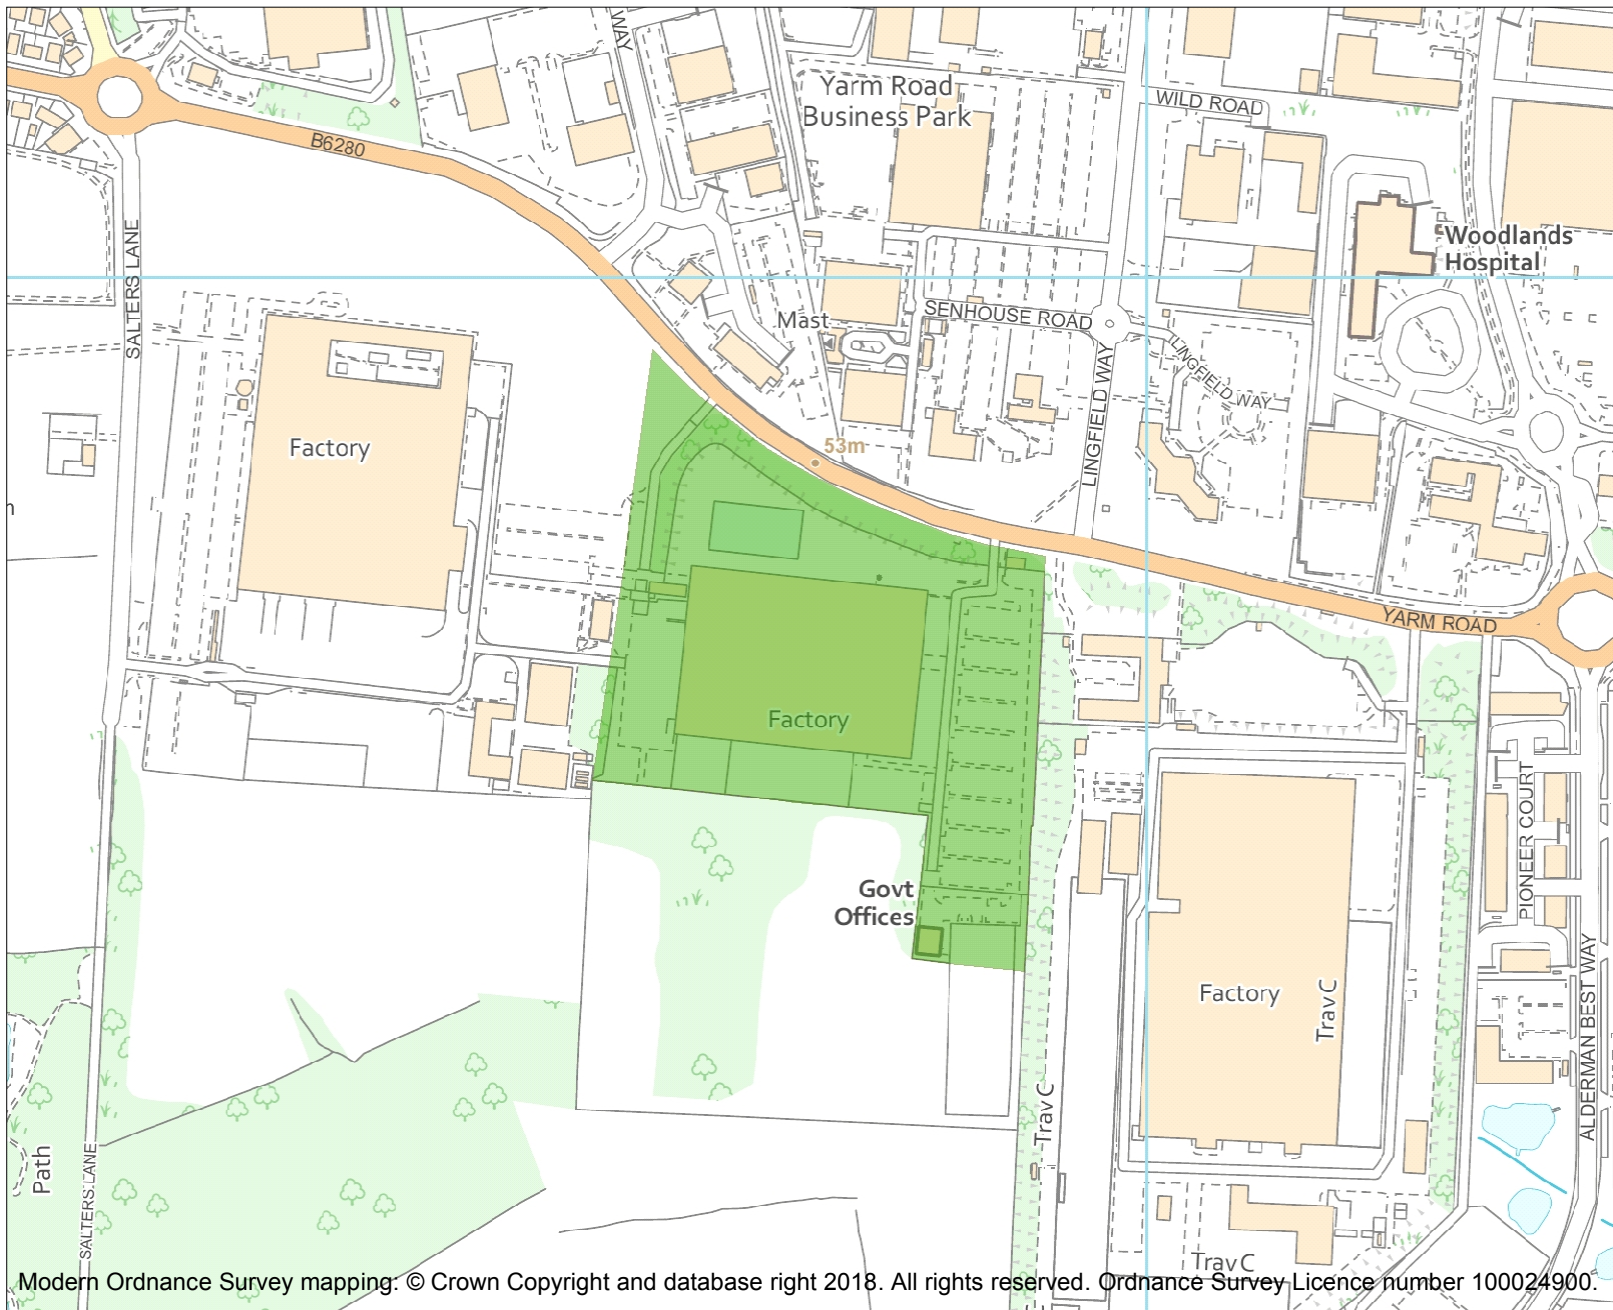 WAY
Yarm Road
Business Park
WILD ROAD
B6280
SALTERS LANE
Woodlands
Hospital
Mast
SENHOUSE ROAD
LINGFIELD WAY
LINGFIELD WAY
Factory
53m
YARM ROAD
Factory
PIONEER COURT
Govt
Offices
Factory
Trav C
ALDERMAN BEST WAY
Trav C
Path
SALTERS LANE
Trav C
Modern Ordnance Survey mapping: © Crown Copyright and database right 2018. All rights reserved. Ordnance Survey Licence number 100024900.